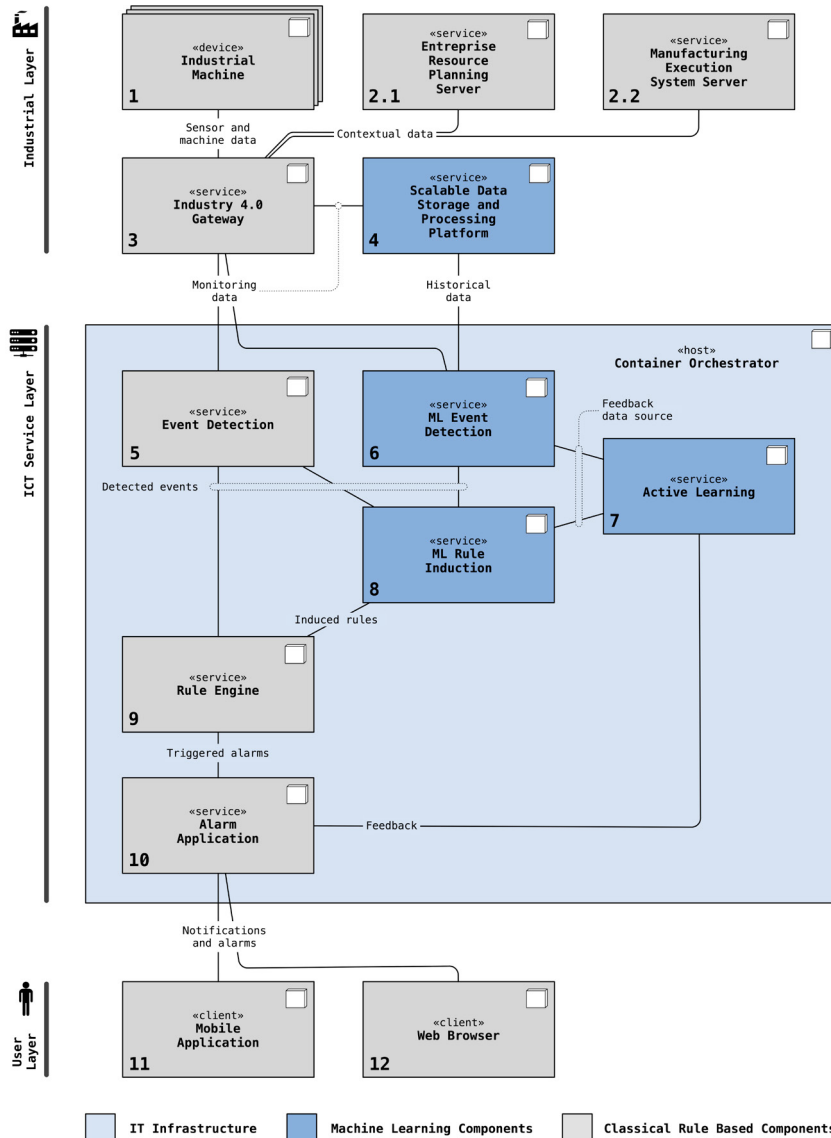 Industrial Layer
«device»
Industrial
Machine
1
«service»
Entreprise
Resource
Planning
Server
2.1
«service»
Manufacturing
Execution
System Server
2.2
Sensor and
machine data
Contextual data
«service»
Industry 4.0
Gateway
3
«service»
Scalable Data
Storage and
Processing
Platform
4
Monitoring
data
Historical
data
ICT Service Layer
«host»
Container Orchestrator
«service»
Event Detection
5
«service»
ML Event
Detection
6
Feedback
data source
«service»
Active Learning
7
Detected events
«service»
ML Rule
Induction
8
Induced rules
«service»
Rule Engine
9
Triggered alarms
«service»
Alarm
Application
10
Feedback
Notifications
and alarms
User
Layer
«client»
Mobile
Application
11
«client»
Web Browser
12
IT Infrastructure
Machine Learning Components
Classical Rule Based Components